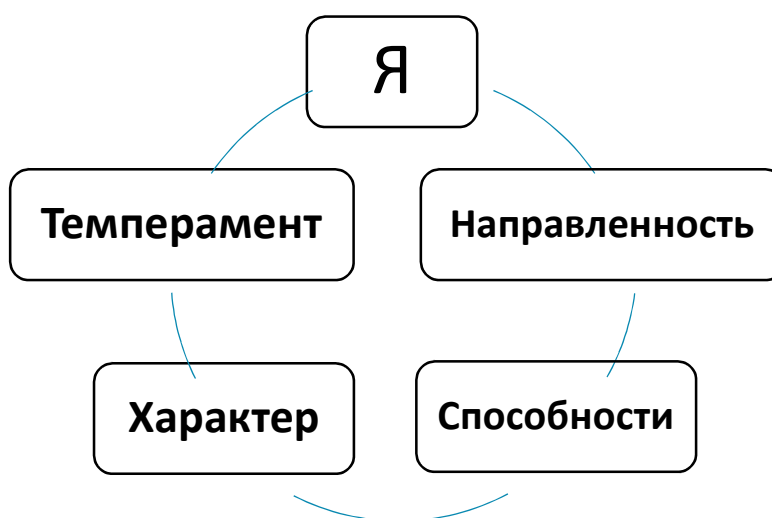 Я
Темперамент
Направленность
Характер
Способности